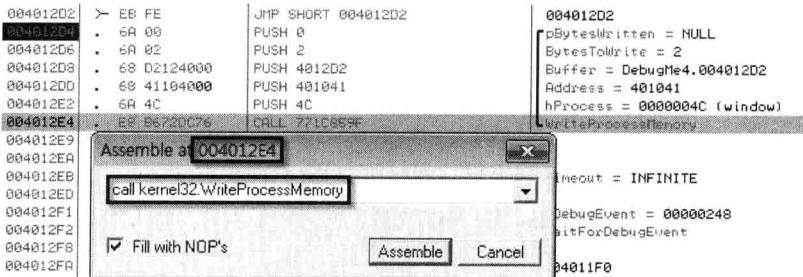 004012D2 > EB FE JMP SHORT 004012D2 004012D2
004012D4 . 6A 00 PUSH 0 pBytesWritten = NULL
004012D6 . 6A 02 PUSH 2 BytesToWrite = 2
004012D8 . 68 D2124000 PUSH 4012D2 Buffer = DebugMe4.004012D2
004012DD . 68 41104000 PUSH 401041 Address = 401041
004012E2 . 6A 4C PUSH 4C hProcess = 0000004C (window)
004012E4 . CALL 771C859F WriteProcessMemory
004012E9
004012EA
004012EB imeout = INFINITE
004012ED
004012F1 DebugEvent = 00000248
004012F2 aitForDebugEvent
004012F8
004012FA 04011F0
Assemble at 004012E4
call kernel32.WriteProcessMemory
Fill with NOP's Assemble Cancel